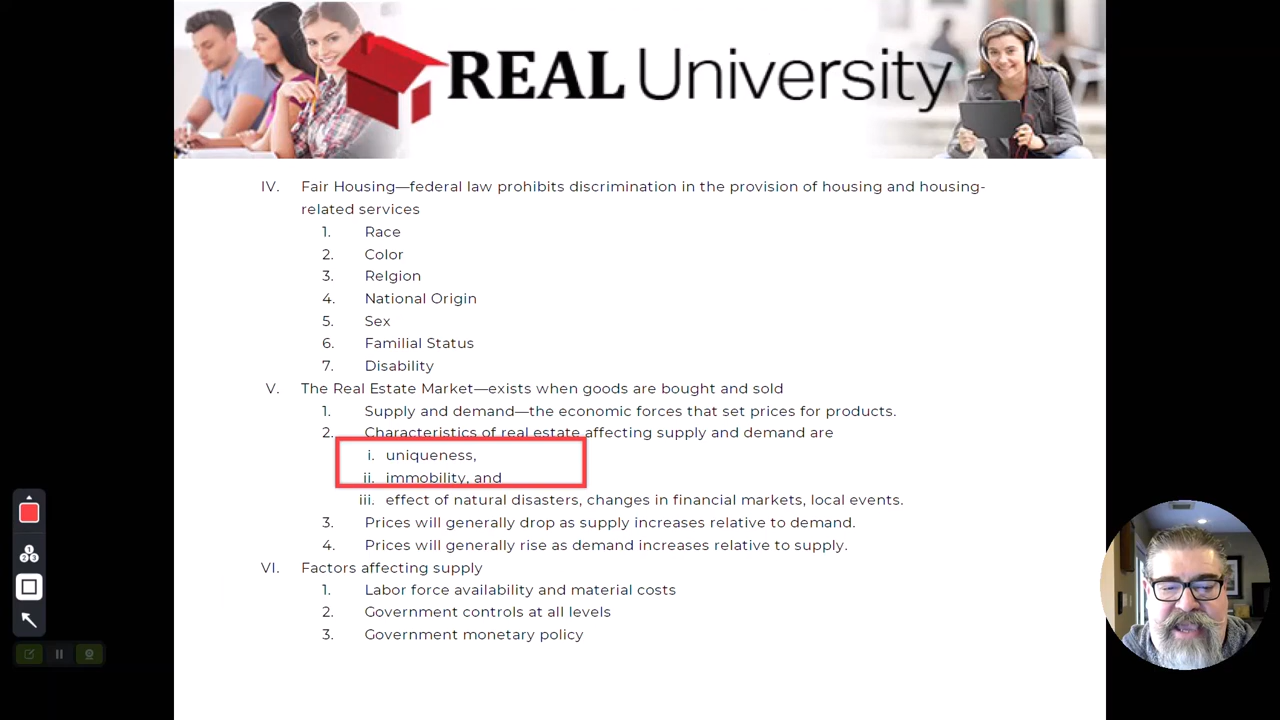 REAL University
IV. Fair Housing—federal law prohibits discrimination in the provision of housing and housing-
related services
1. Race
2. Color
3. Relgion
4. National Origin
5. Sex
6. Familial Status
7. Disability
V. The Real Estate Market—exists when goods are bought and sold
1. Supply and demand—the economic forces that set prices for products.
2. Characteristics of real estate affecting supply and demand are
i. uniqueness,
ii. immobility, and
iii. effect of natural disasters, changes in financial markets, local events.
3. Prices will generally drop as supply increases relative to demand.
4. Prices will generally rise as demand increases relative to supply.
VI. Factors affecting supply
1. Labor force availability and material costs
2. Government controls at all levels
3. Government monetary policy